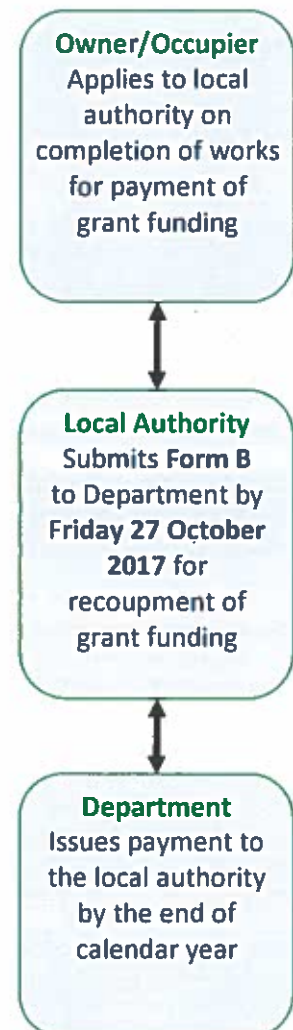 Owner/Occupier
Applies to local
authority on
completion of works
for payment of
grant funding
Local Authority
Submits Form B
to Department by
Friday 27 October
2017 for
recoupment of
grant funding
Department
Issues payment to
the local authority
by the end of
calendar year